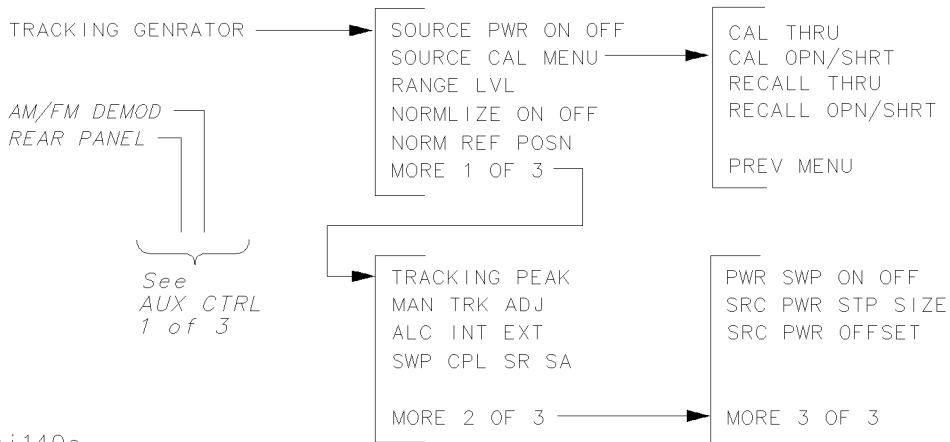 TRACKING GENRATOR
AM/FM DEMOD
REAR PANEL
See
AUX CTRL
1 of 3
SOURCE PWR ON OFF
SOURCE CAL MENU
RANGE LVL
NORMLIZE ON OFF
NORM REF POSN
MORE 1 OF 3
CAL THRU
CAL OPN/SHRT
RECALL THRU
RECALL OPN/SHRT
PREV MENU
TRACKING PEAK
MAN TRK ADJ
ALC INT EXT
SWP CPL SR SA
MORE 2 OF 3
PWR SWP ON OFF
SRC PWR STP SIZE
SRC PWR OFFSET
MORE 3 OF 3